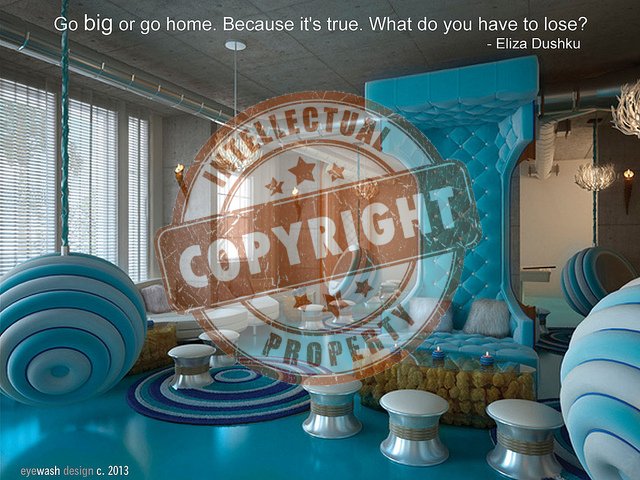 Go big or go home. Because it's true. What do you have to lose?
- Eliza Dushku
INTELLECTUAL
COPYRIGHT
PROPERTY
eyewash design c. 2013